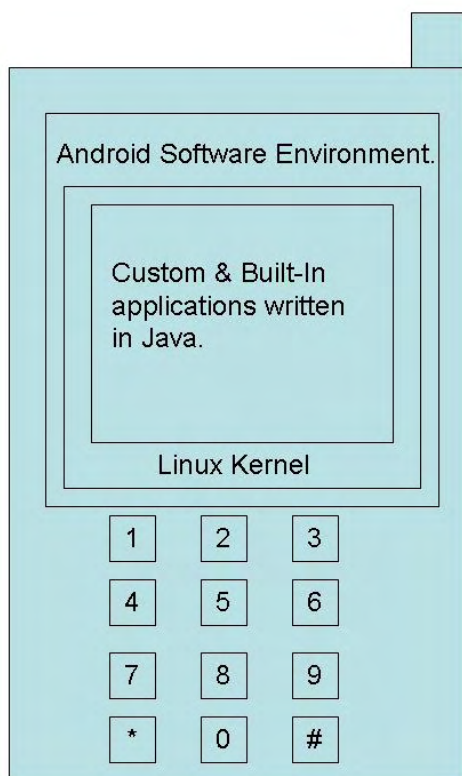 Android Software Environment.
Custom & Built-In
applications written
in Java.
Linux Kernel
1 2 3
4 5 6
7 8 9
* 0 #